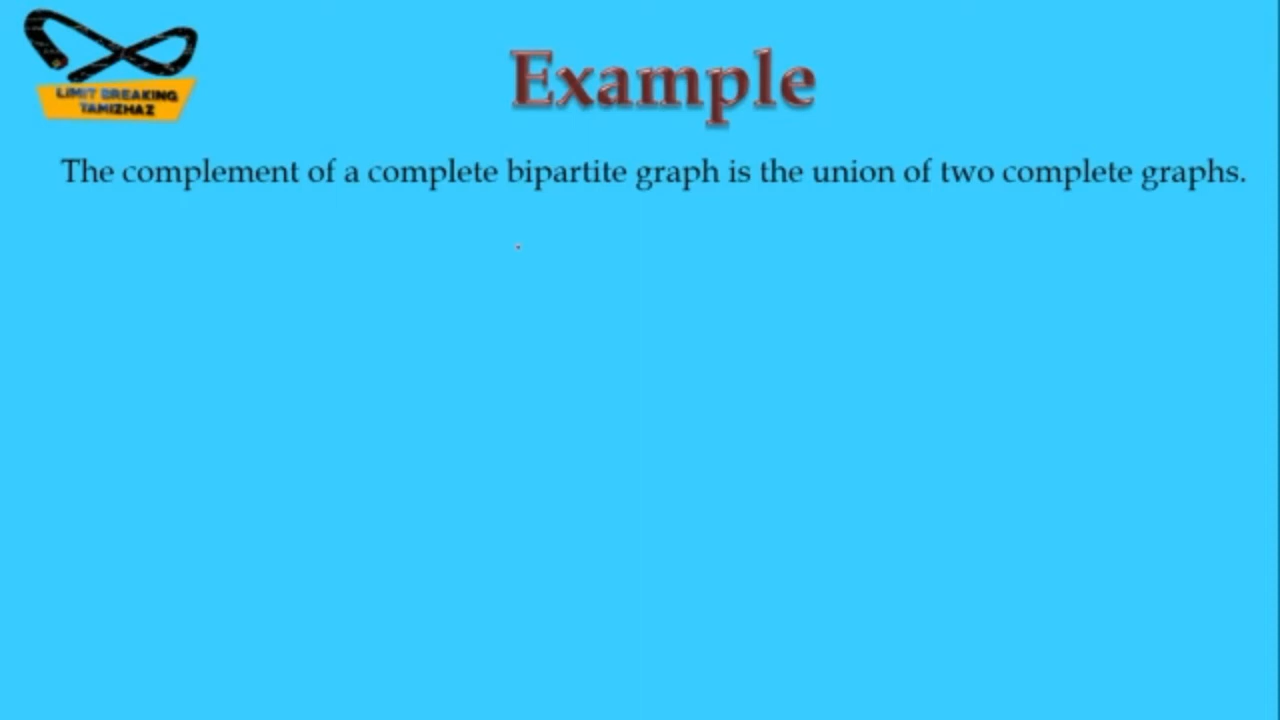 LIMIT BREAKING
TAMIZHAZ
Example
The complement of a complete bipartite graph is the union of two complete graphs.